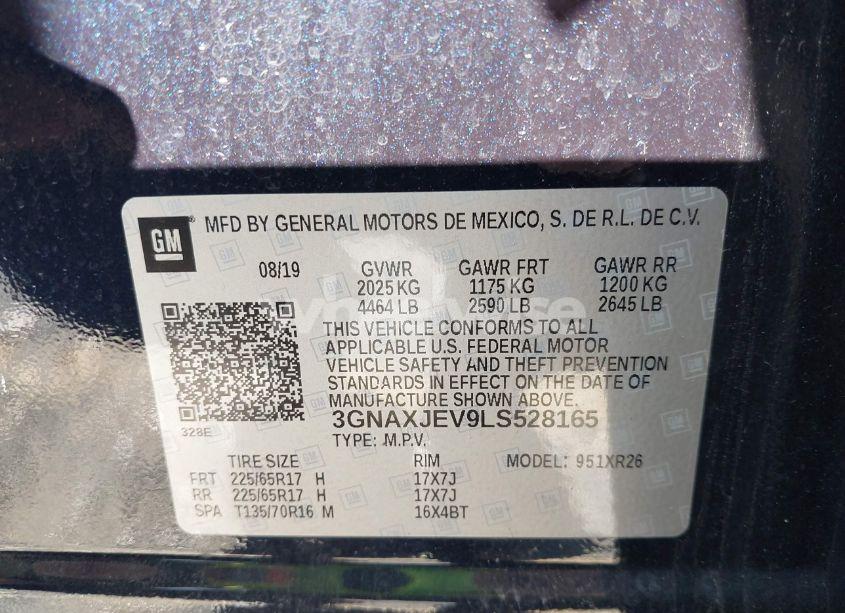 GM MFD BY GENERAL MOTORS DE MEXICO, S. DE R.L. DE C.V.
08/19 GVWR GAWR FRT GAWR RR
2025 KG 1175 KG 1200 KG
4464 LB 2590 LB 2645 LB
THIS VEHICLE CONFORMS TO ALL
APPLICABLE U.S. FEDERAL MOTOR
VEHICLE SAFETY AND THEFT PREVENTION
STANDARDS IN EFFECT ON THE DATE OF
MANUFACTURE SHOWN ABOVE.
3GNAXJEV9LS528165
328E
TYPE: M.P.V.
TIRE SIZE RIM MODEL: 951XR26
FRT 225/65R17 H 17X7J
RR 225/65R17 H 17X7J
SPA T135/70R16 M 16X4BT